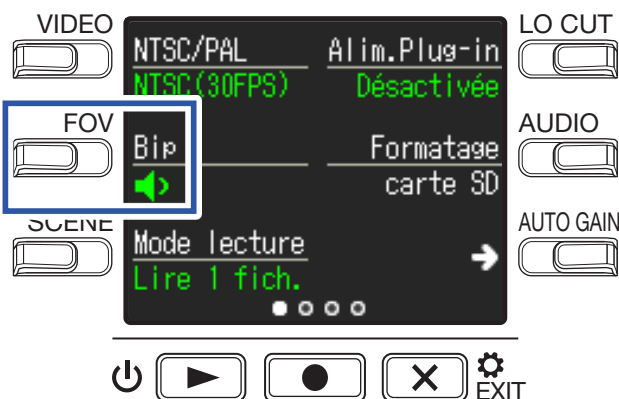 VIDEO
LO CUT
NTSC/PAL
Alim.Plug-in
NTSC(30FPS)
Désactivée
FOV
AUDIO
Bip
Formatage
carte SD
SCENE
AUTO GAIN
Mode lecture
Lire 1 fich.
EXIT